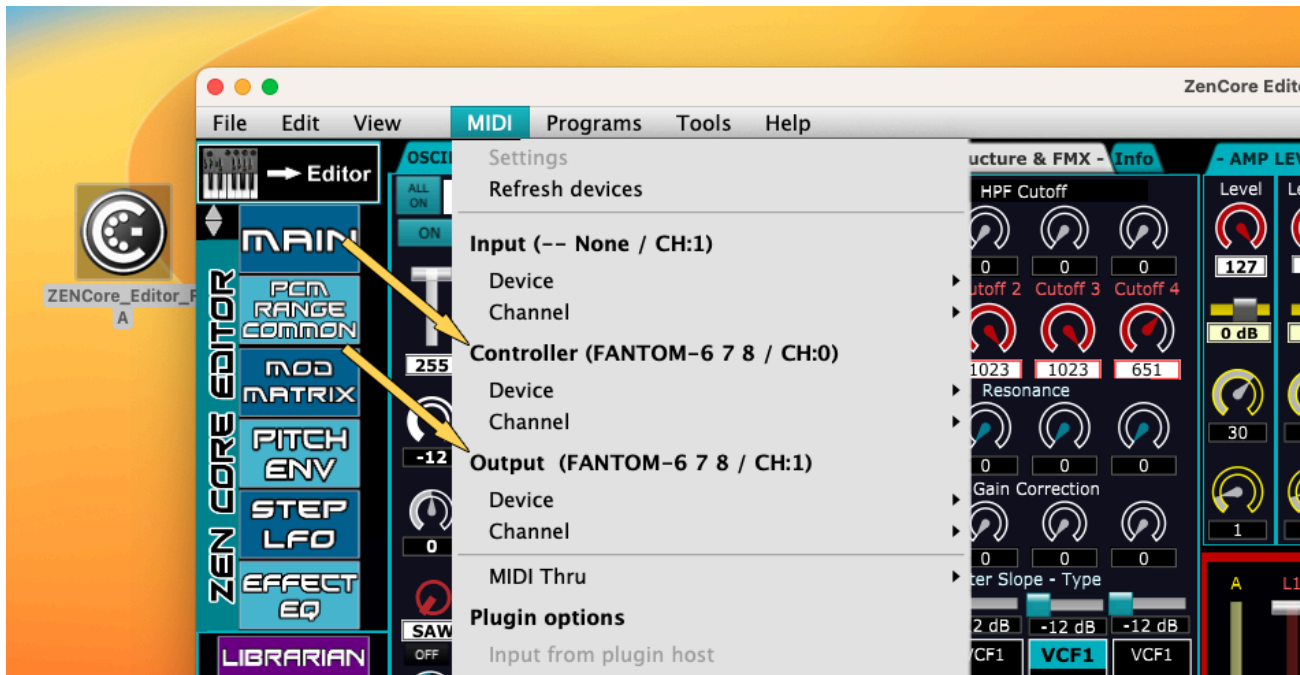 ZenCore Edito
File Edit View MIDI Programs Tools Help
Editor
ZENCore_Editor_F
A
ZEN CORE EDITOR
MAIN
PCM
RANGE
COMMON
MOD
MATRIX
PITCH
ENV
STEP
LFO
EFFECT
EQ
LIBRARIAN
OSCI
ALL
ON
ON
255
-12
0
SAW
OFF
Settings
Refresh devices
Input (-- None / CH:1)
Device
Channel
Controller (FANTOM-6 7 8 / CH:0)
Device
Channel
Output (FANTOM-6 7 8 / CH:1)
Device
Channel
MIDI Thru
Plugin options
Input from plugin host
ucture & FMX - Info
HPF Cutoff
0 0 0
utoff 2 Cutoff 3 Cutoff 4
1023 1023 651
Resonance
0 0 0
Gain Correction
0 0 0
ter Slope - Type
2 dB -12 dB -12 dB
CF1 VCF1 VCF1
- AMP LEV
Level Le
127
0 dB
30
1
A L1